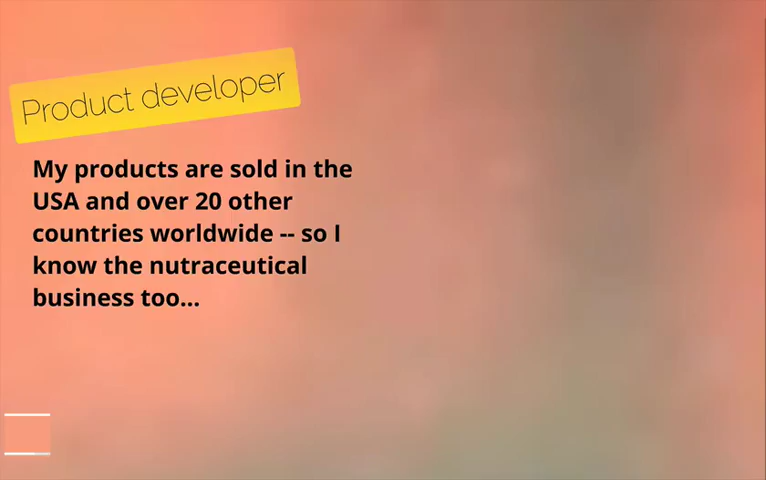 Product developer
My products are sold in the
USA and over 20 other
countries worldwide -- so I
know the nutraceutical
business too...